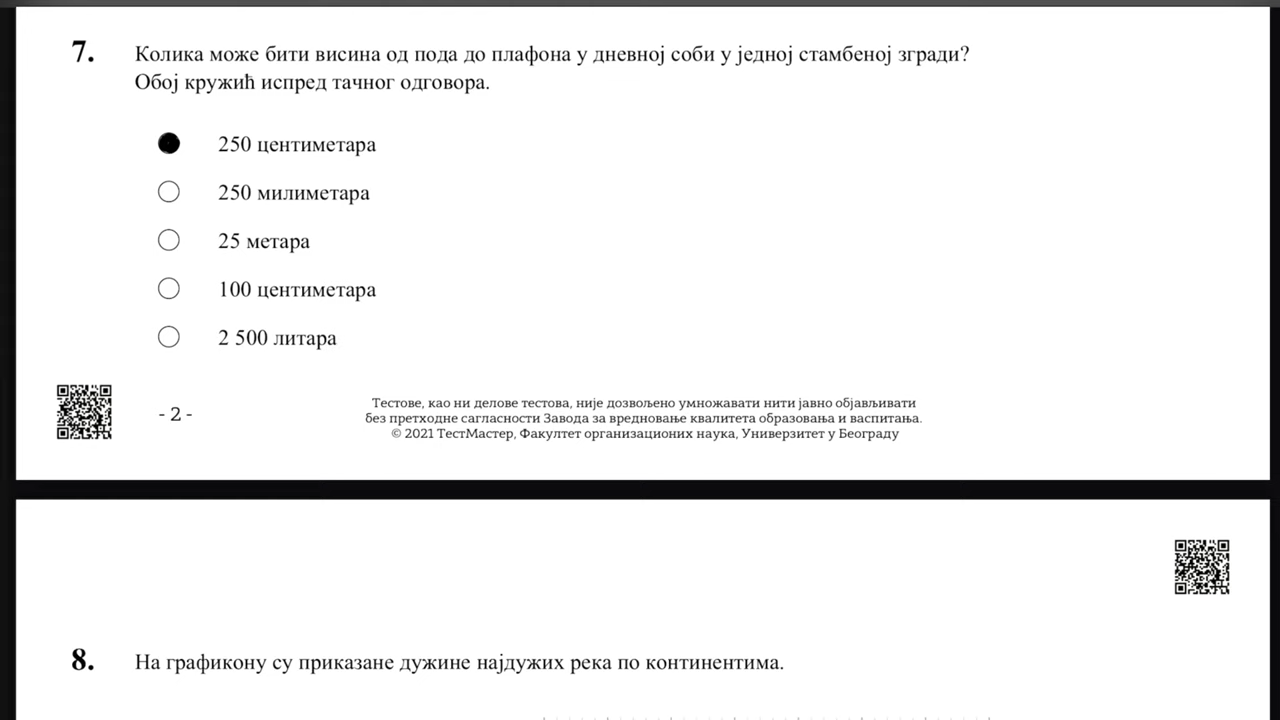 7. Колика може бити висина од пода до плафона у дневној соби у једној стамбеној згради?
Обој кружић испред тачног одговора.
250 центиметара
250 милиметара
25 метара
100 центиметара
2 500 литара
- 2 -
Тестове, као ни делове тестова, није дозвољено умножавати нити јавно објављивати
без претходне сагласности Завода за вредновање квалитета образовања и васпитања.
© 2021 ТестМастер, Факултет организационих наука, Универзитет у Београду
8. На графикону су приказане дужине најдужих река по континентима.